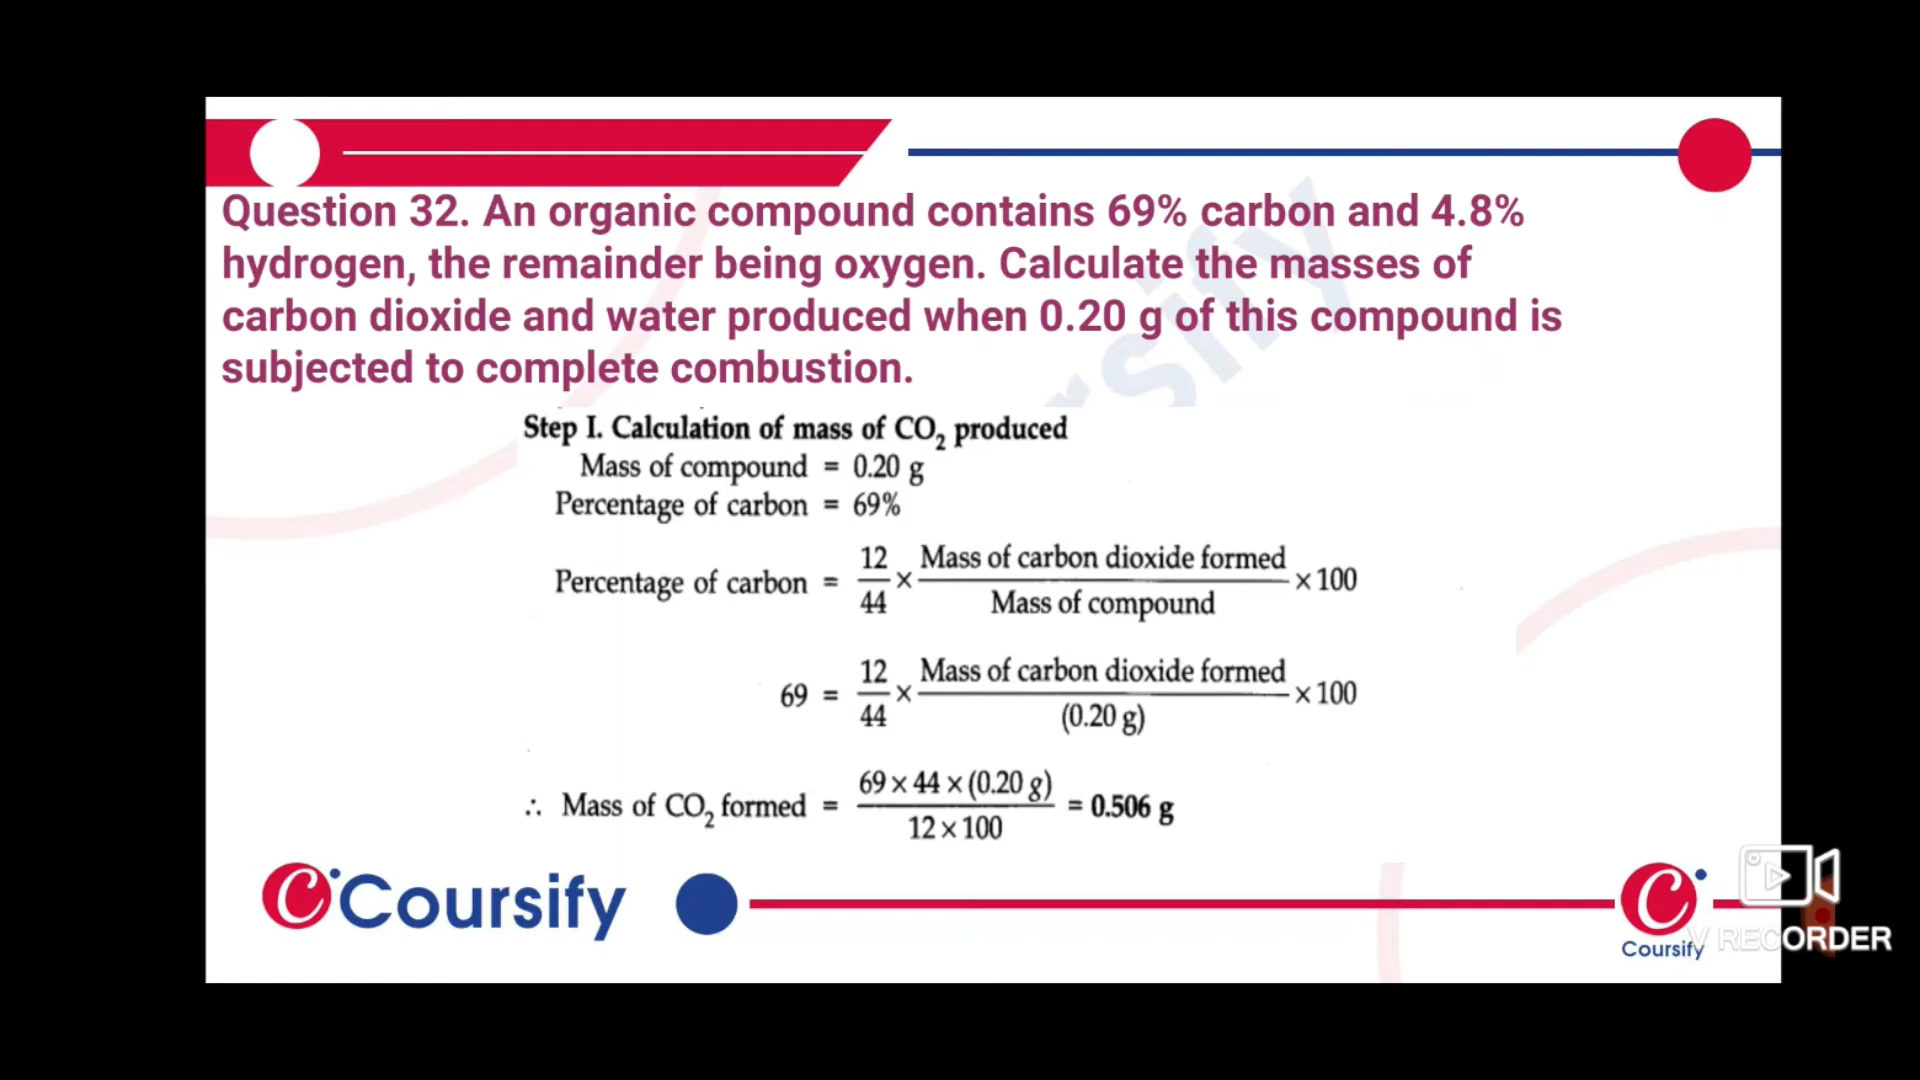 Question 32. An organic compound contains 69% carbon and 4.8%
hydrogen, the remainder being oxygen. Calculate the masses of
carbon dioxide and water produced when 0.20 g of this compound is
subjected to complete combustion.
Step I. Calculation of mass of CO₂ produced
Mass of compound = 0.20 g
Percentage of carbon = 69%
Percentage of carbon = 12/44 × Mass of carbon dioxide formed/Mass of compound × 100
69 = 12/44 × Mass of carbon dioxide formed/(0.20 g) × 100
∴ Mass of CO₂ formed = 69 × 44 × (0.20 g)/12 × 100 = 0.506 g
Coursify
Coursify
V RECORDER
rsify